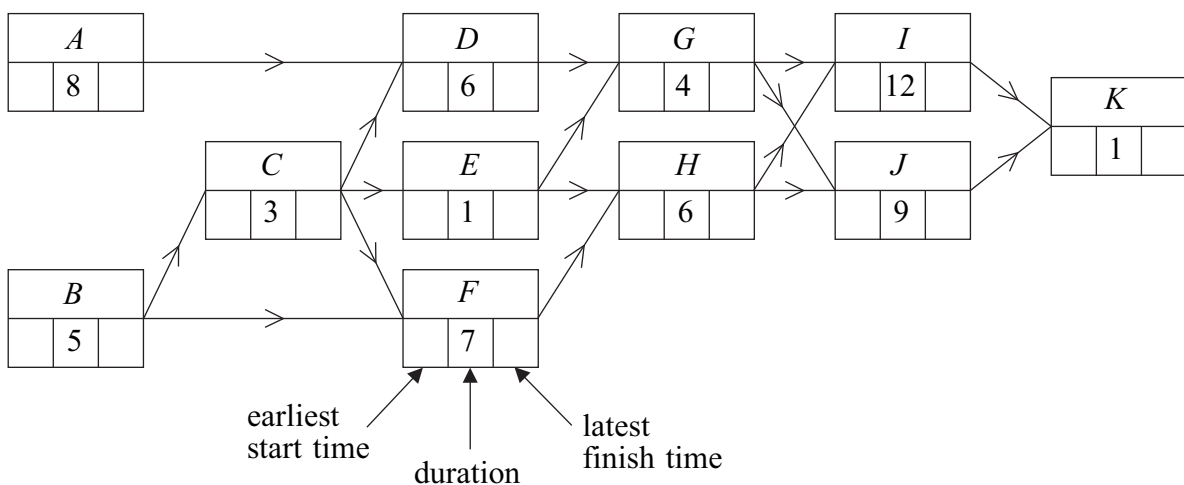 A
8
D
6
G
4
I
12
K
1
C
3
E
1
H
6
J
9
B
5
F
7
earliest
start time
duration
latest
finish time